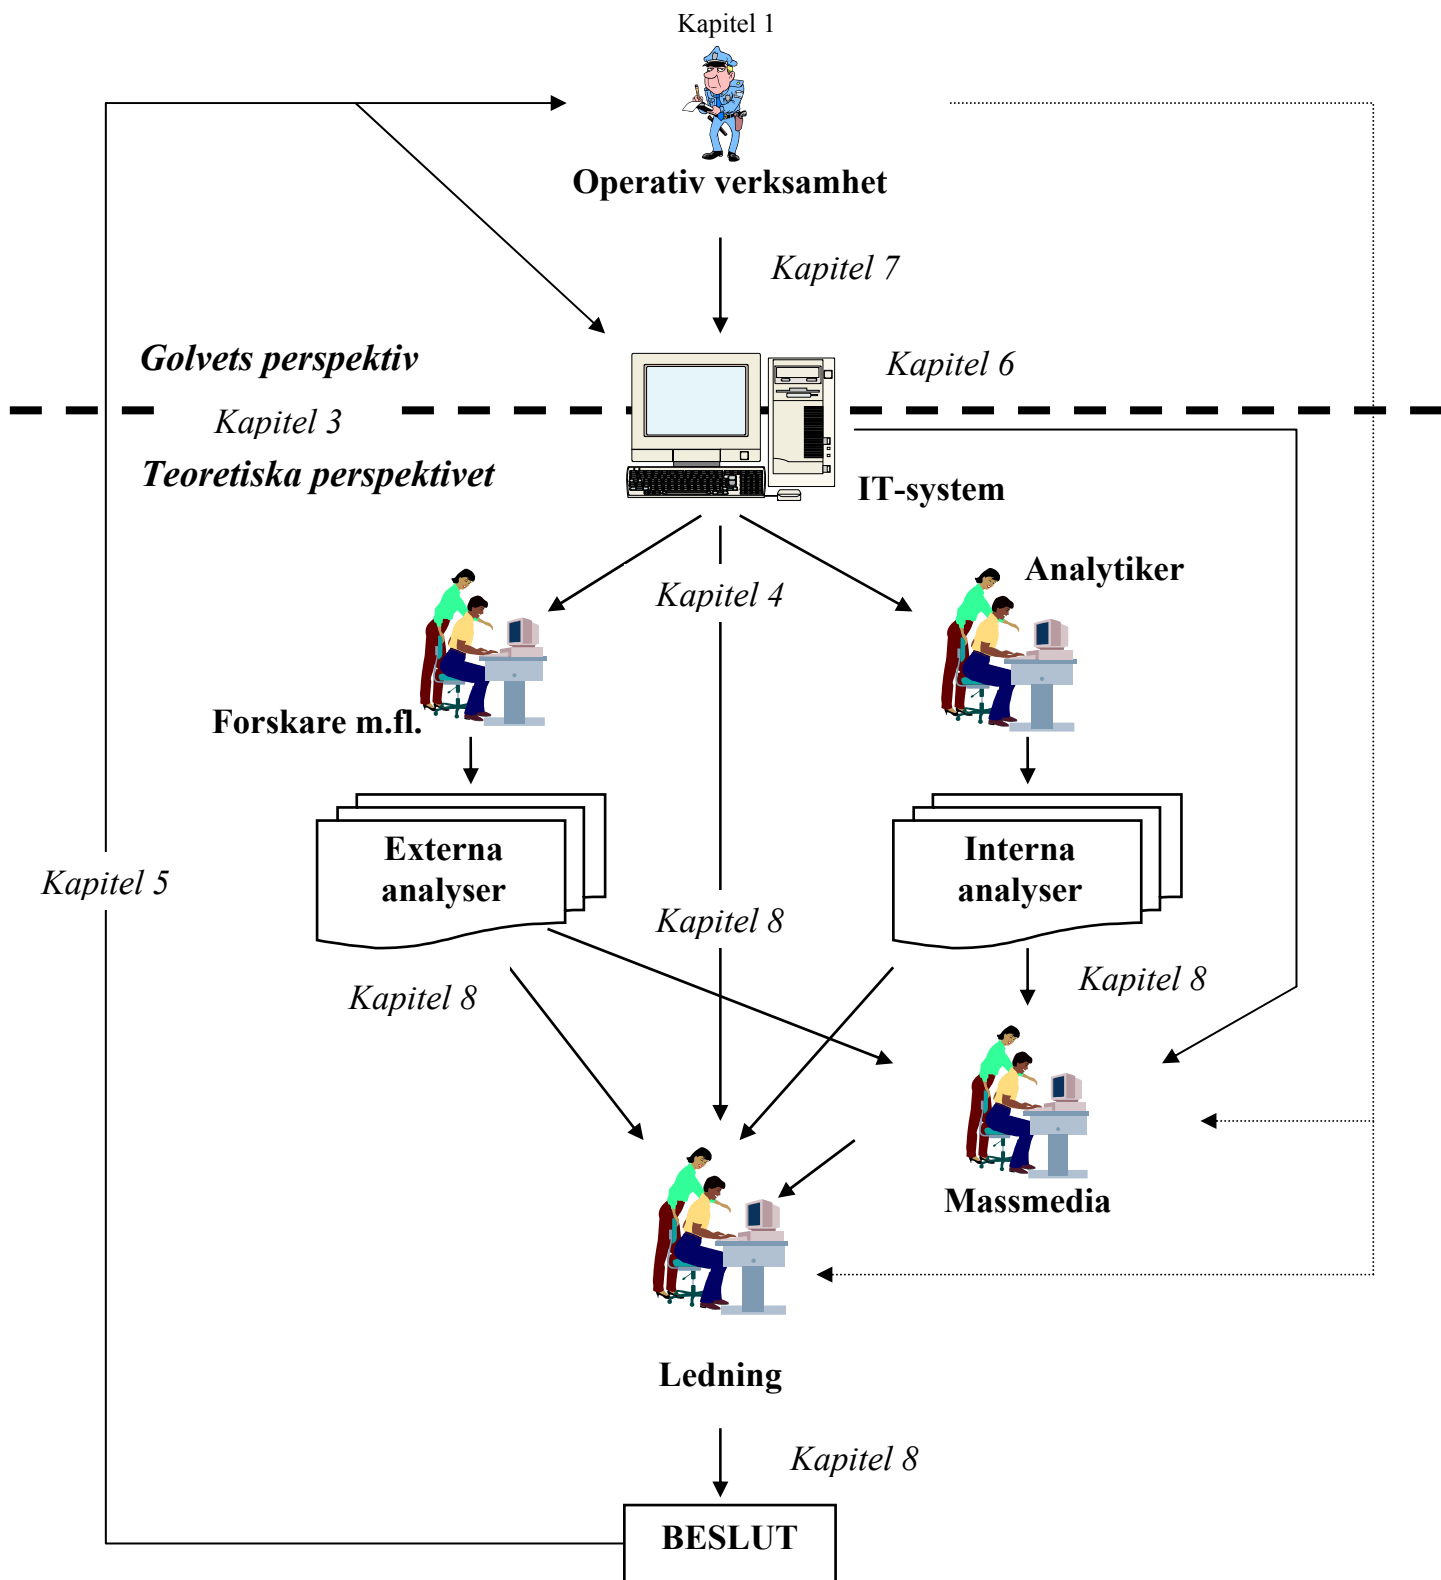 Kapitel 1
Operativ verksamhet
Kapitel 7
Golvets perspektiv
Kapitel 6
Kapitel 3
Teoretiska perspektivet
IT-system
Analytiker
Kapitel 4
Forskare m.fl.
Externa
analyser
Interna
analyser
Kapitel 5
Kapitel 8
Kapitel 8
Kapitel 8
Massmedia
Ledning
Kapitel 8
BESLUT